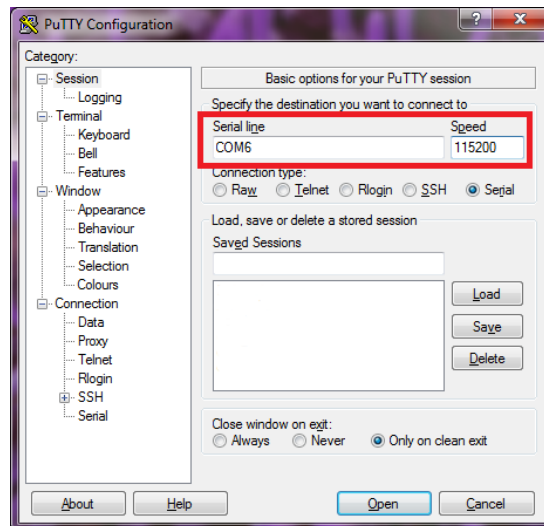 PuTTY Configuration
Category:
Session
Logging
Terminal
Keyboard
Bell
Features
Window
Appearance
Behaviour
Translation
Selection
Colours
Connection
Data
Proxy
Telnet
Rlogin
SSH
Serial
Basic options for your PuTTY session
Specify the destination you want to connect to
Serial line Speed
COM6 115200
Connection type:
Raw Telnet Rlogin SSH Serial
Load, save or delete a stored session
Saved Sessions
Load
Save
Delete
Close window on exit:
Always Never Only on clean exit
About Help Open Cancel